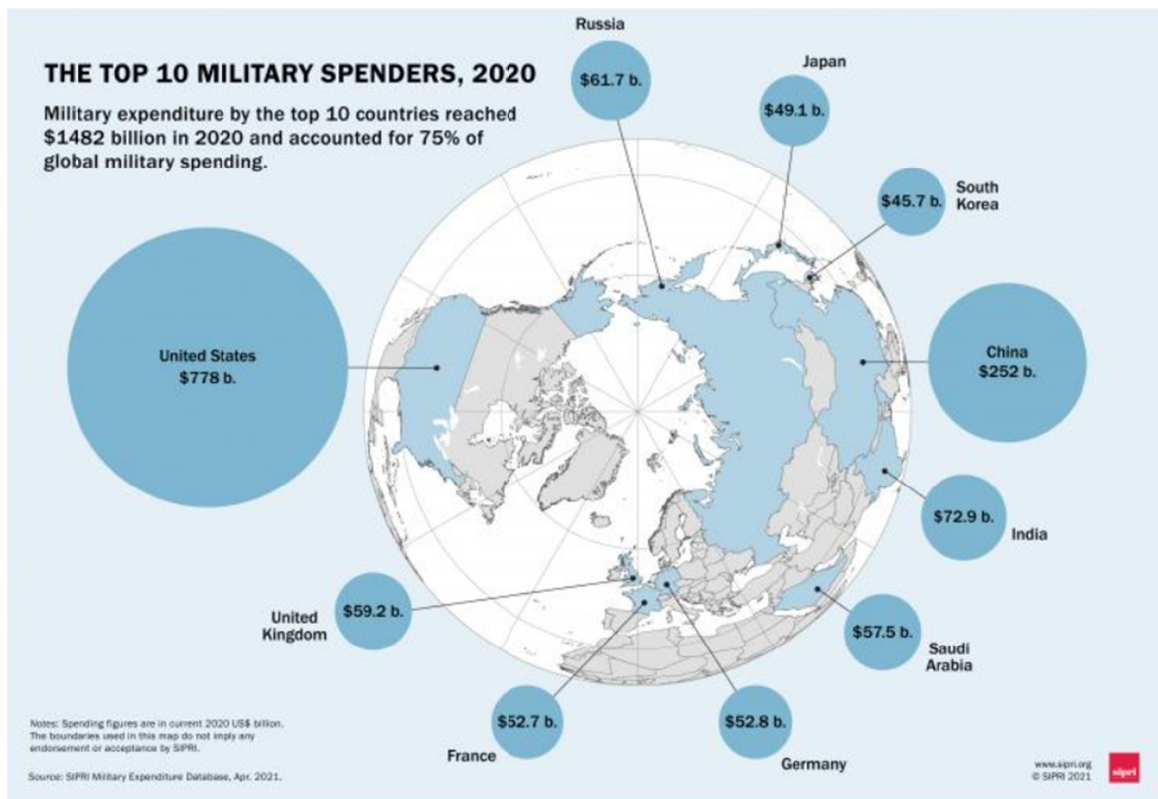 THE TOP 10 MILITARY SPENDERS, 2020
Military expenditure by the top 10 countries reached
$1482 billion in 2020 and accounted for 75% of
global military spending.
Russia
$61.7 b.
Japan
$49.1 b.
$45.7 b.
South
Korea
United States
$778 b.
China
$252 b.
$72.9 b.
India
United
Kingdom
$59.2 b.
$57.5 b.
Saudi
Arabia
$52.7 b.
France
$52.8 b.
Germany
Notes: Spending figures are in current 2020 US$ billion.
The boundaries used in this map do not imply any
endorsement or acceptance by SIPRI.
Source: SIPRI Military Expenditure Database, Apr. 2021.
www.sipri.org
© SIPRI 2021
sipri